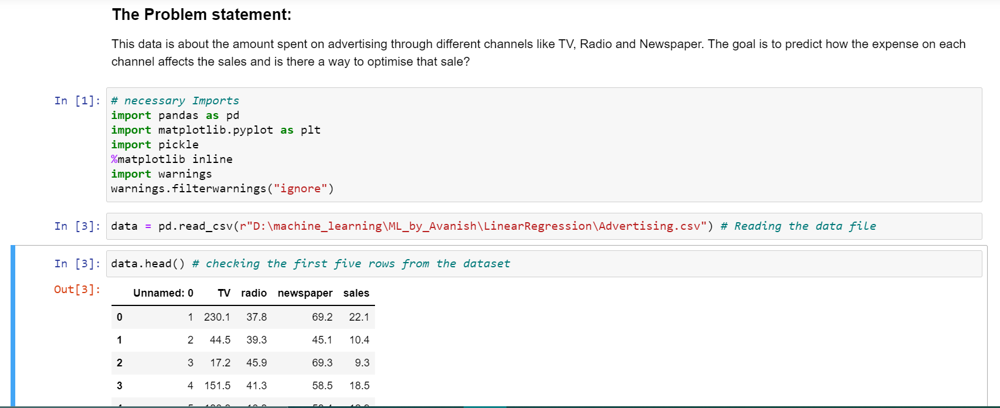 The Problem statement:
This data is about the amount spent on advertising through different channels like TV, Radio and Newspaper. The goal is to predict how the expense on each
channel affects the sales and is there a way to optimise that sale?
In [1]: # necessary Imports
import pandas as pd
import matplotlib.pyplot as plt
import pickle
%matplotlib inline
import warnings
warnings.filterwarnings("ignore")
In [3]: data = pd.read_csv(r"D:\machine_learning\ML_by_Avanish\LinearRegression\Advertising.csv") # Reading the data file
In [3]: data.head() # checking the first five rows from the dataset
Out[3]:
Unnamed: 0 TV radio newspaper sales
0 1 230.1 37.8 69.2 22.1
1 2 44.5 39.3 45.1 10.4
2 3 17.2 45.9 69.3 9.3
3 4 151.5 41.3 58.5 18.5